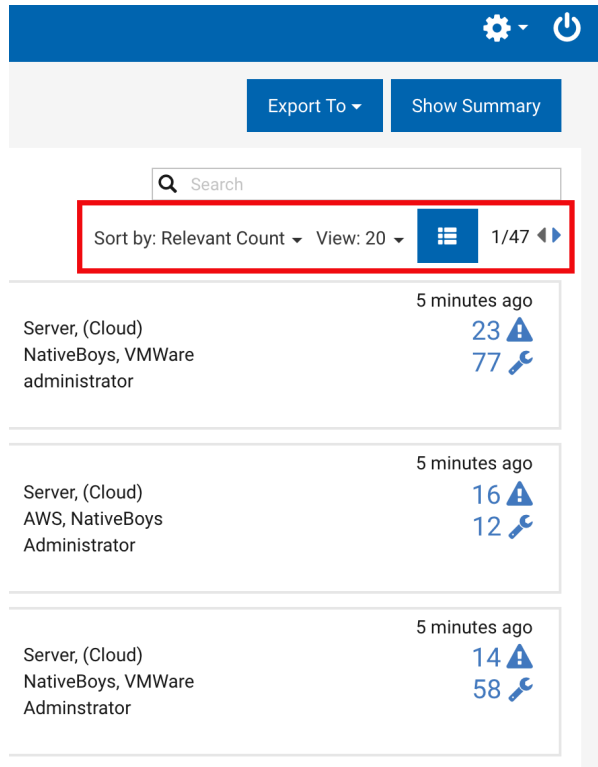 Export To
Show Summary
Search
Sort by: Relevant Count View: 20 1/47
5 minutes ago
Server, (Cloud)
23
NativeBoys, VMWare
77
administrator
5 minutes ago
Server, (Cloud)
16
AWS, NativeBoys
12
Administrator
5 minutes ago
Server, (Cloud)
14
NativeBoys, VMWare
58
Adminstrator